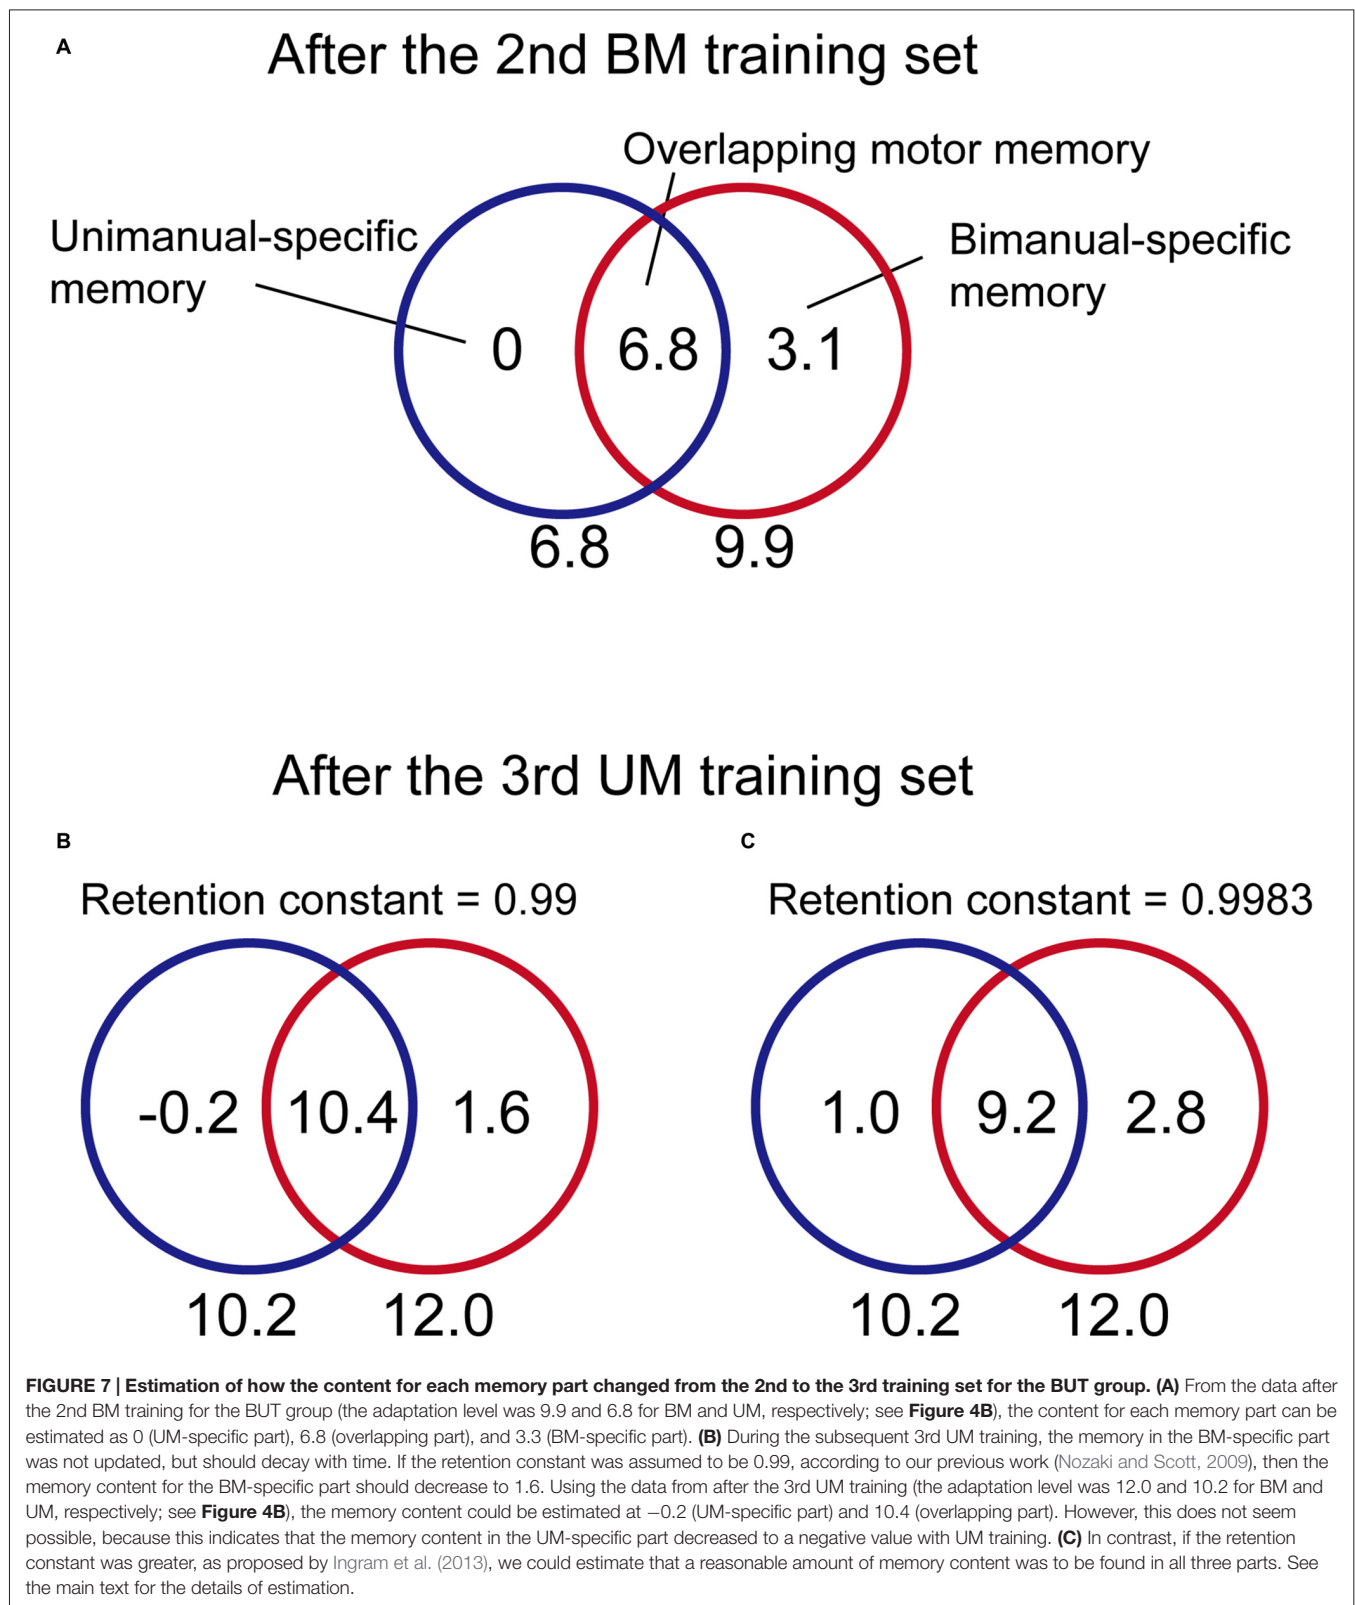 A
After the 2nd BM training set
Overlapping motor memory
Unimanual-specific
memory
Bimanual-specific
memory
0
6.8
3.1
6.8
9.9
After the 3rd UM training set
B
C
Retention constant = 0.99
Retention constant = 0.9983
-0.2
10.4
1.6
1.0
9.2
2.8
10.2
12.0
10.2
12.0
FIGURE 7 | Estimation of how the content for each memory part changed from the 2nd to the 3rd training set for the BUT group. (A) From the data after
the 2nd BM training for the BUT group (the adaptation level was 9.9 and 6.8 for BM and UM, respectively; see Figure 4B), the content for each memory part can be
estimated as 0 (UM-specific part), 6.8 (overlapping part), and 3.3 (BM-specific part). (B) During the subsequent 3rd UM training, the memory in the BM-specific part
was not updated, but should decay with time. If the retention constant was assumed to be 0.99, according to our previous work (Nozaki and Scott, 2009), then the
memory content for the BM-specific part should decrease to 1.6. Using the data from after the 3rd UM training (the adaptation level was 12.0 and 10.2 for BM and
UM, respectively; see Figure 4B), the memory content could be estimated at −0.2 (UM-specific part) and 10.4 (overlapping part). However, this does not seem
possible, because this indicates that the memory content in the UM-specific part decreased to a negative value with UM training. (C) In contrast, if the retention
constant was greater, as proposed by Ingram et al. (2013), we could estimate that a reasonable amount of memory content was to be found in all three parts. See
the main text for the details of estimation.